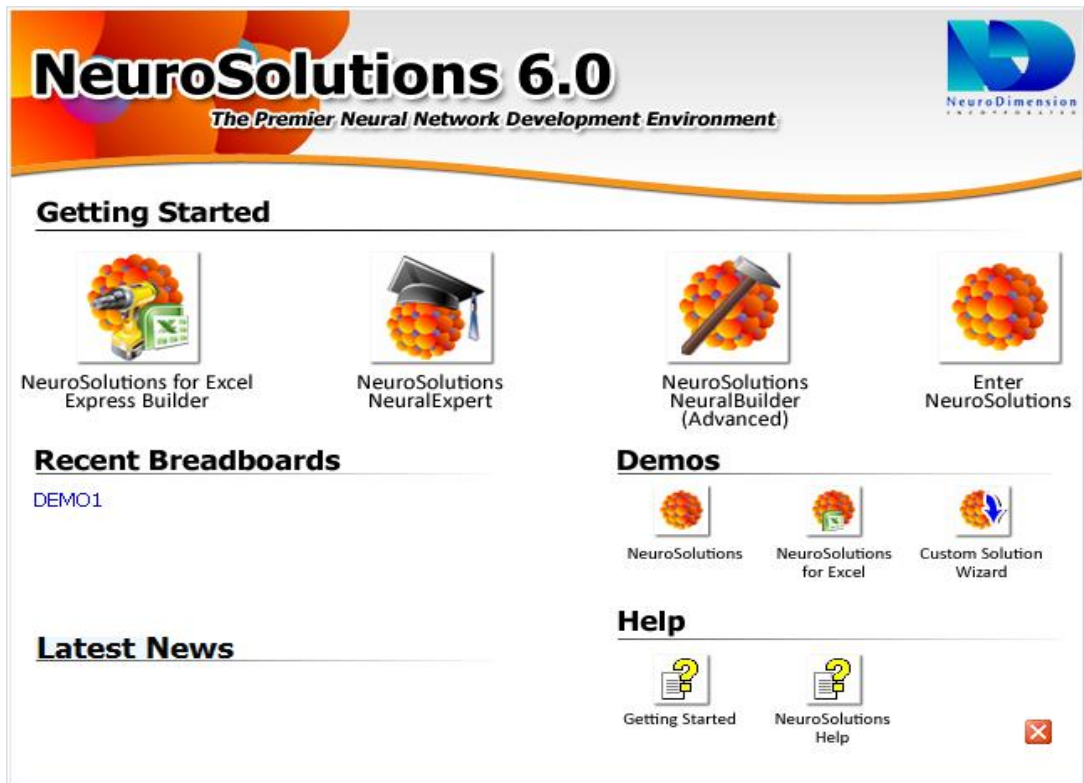 NeuroSolutions 6.0
The Premier Neural Network Development Environment
NeuroDimension
INCORPORATED
Getting Started
NeuroSolutions for Excel
Express Builder
NeuroSolutions
NeuralExpert
NeuroSolutions
NeuralBuilder
(Advanced)
Enter
NeuroSolutions
Recent Breadboards
DEMO1
Demos
NeuroSolutions
NeuroSolutions
for Excel
Custom Solution
Wizard
Latest News
Help
Getting Started
NeuroSolutions
Help